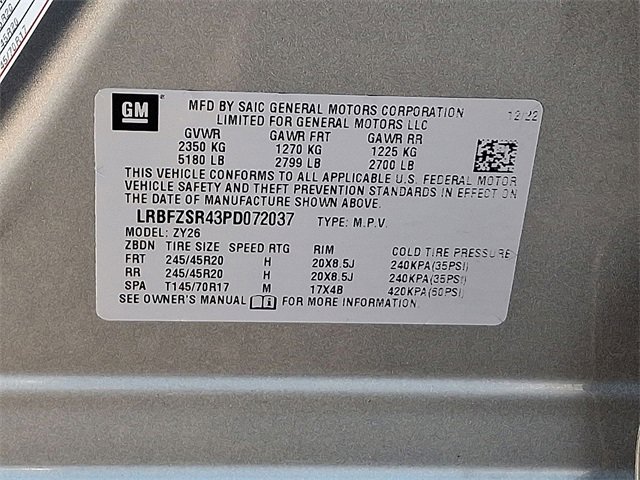 45R20
45/70R17
GM
MFD BY SAIC GENERAL MOTORS CORPORATION
LIMITED FOR GENERAL MOTORS LLC
12/22
GVWR GAWR FRT GAWR RR
2350 KG 1270 KG 1225 KG
5180 LB 2799 LB 2700 LB
THIS VEHICLE CONFORMS TO ALL APPLICABLE U.S. FEDERAL MOTOR
VEHICLE SAFETY AND THEFT PREVENTION STANDARDS IN EFFECT ON
THE DATE OF MANUFACTURE SHOWN ABOVE.
LRBFZSR43PD072037 TYPE: M.P.V.
MODEL: ZY26
ZBDN TIRE SIZE SPEED RTG RIM COLD TIRE PRESSURE
FRT 245/45R20 H 20X8.5J 240KPA(35PSI)
RR 245/45R20 H 20X8.5J 240KPA(35PSI)
SPA T145/70R17 M 17X4B 420KPA(60PSI)
SEE OWNER'S MANUAL i FOR MORE INFORMATION.